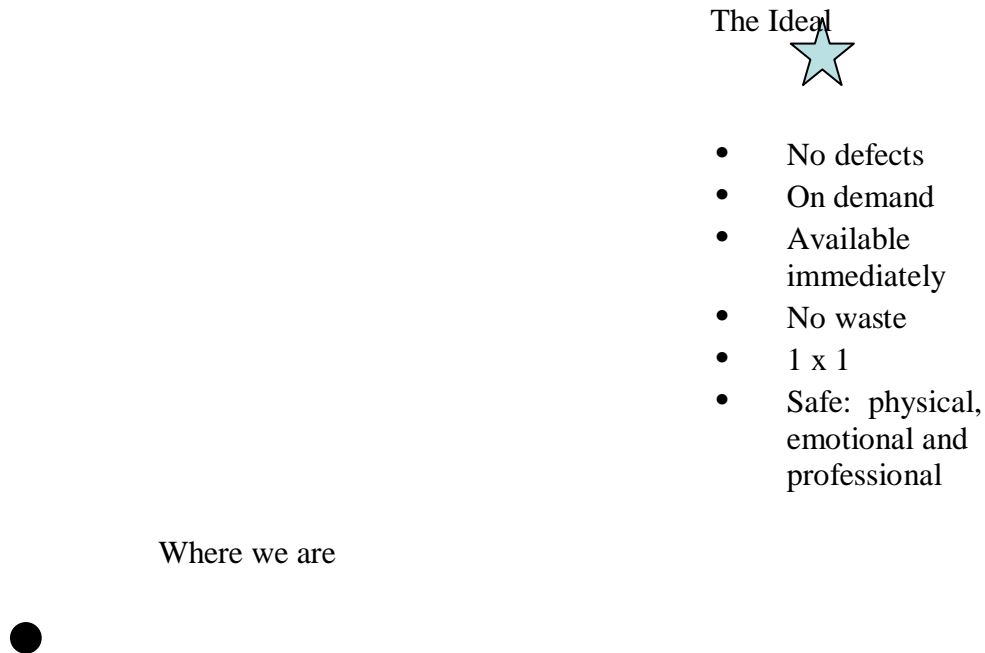 The Ideal
• No defects
• On demand
• Available
immediately
• No waste
• 1 x 1
• Safe:  physical,
emotional and
professional
Where we are